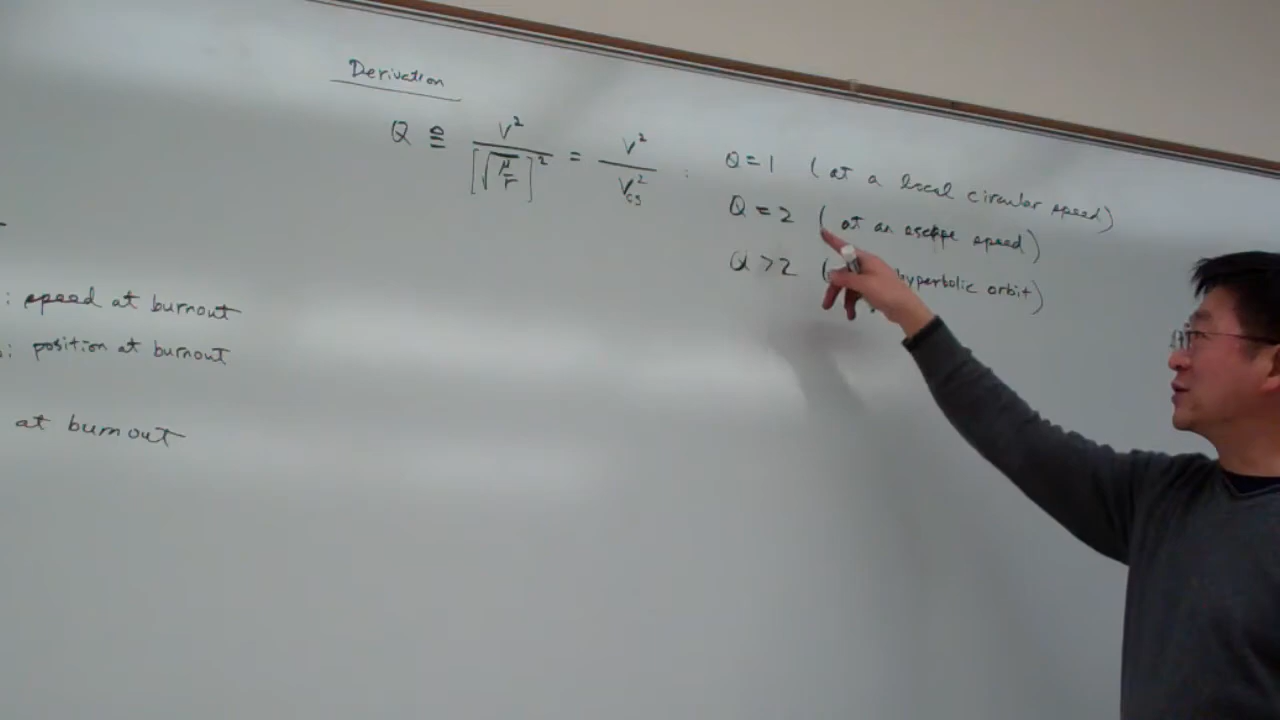 Derivation
Q ≙ V² / [√(μ/r)]² = V² / V²cs :
Q = 1 (at a local circular speed)
Q = 2 (at an escape speed)
Q > 2 ( hyperbolic orbit)
: speed at burnout
: position at burnout
at burnout